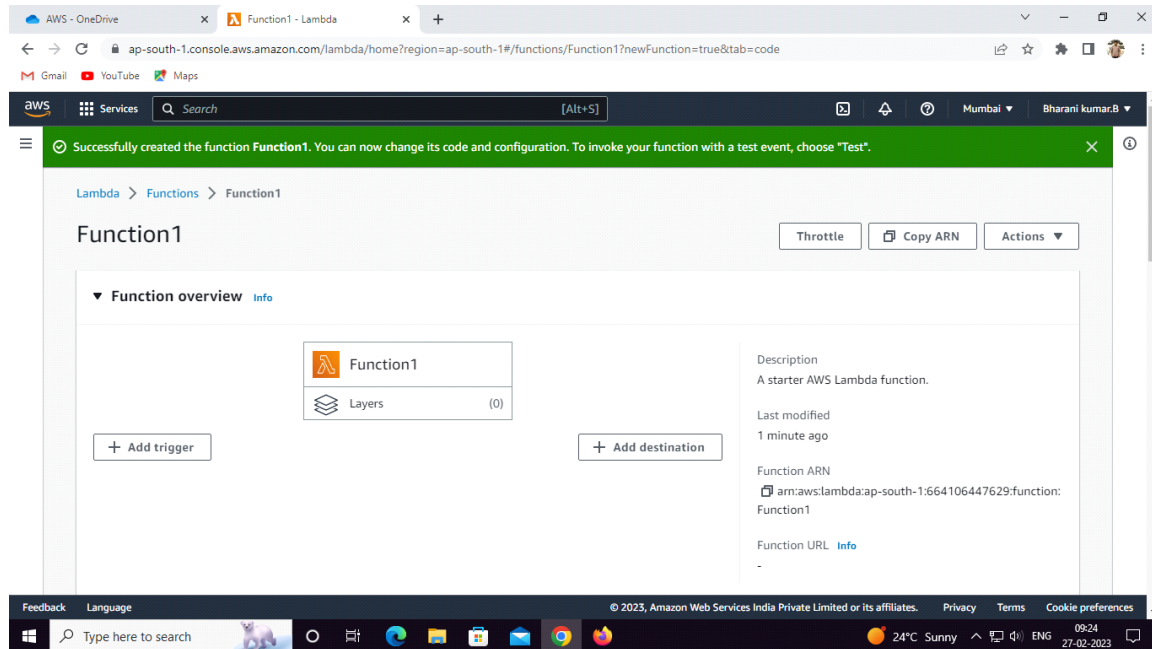 AWS - OneDrive
Function1 - Lambda
ap-south-1.console.aws.amazon.com/lambda/home?region=ap-south-1#/functions/Function1?newFunction=true&tab=code
Gmail YouTube Maps
aws Services Search [Alt+S] Mumbai Bharani kumar.B
Successfully created the function Function1. You can now change its code and configuration. To invoke your function with a test event, choose "Test".
Lambda > Functions > Function1
Function1
Throttle Copy ARN Actions
Function overview Info
Function1
Layers (0)
+ Add trigger
+ Add destination
Description
A starter AWS Lambda function.
Last modified
1 minute ago
Function ARN
arn:aws:lambda:ap-south-1:664106447629:function:
Function1
Function URL Info
-
Feedback Language © 2023, Amazon Web Services India Private Limited or its affiliates. Privacy Terms Cookie preferences
Type here to search 24°C Sunny ENG 09:24
27-02-2023